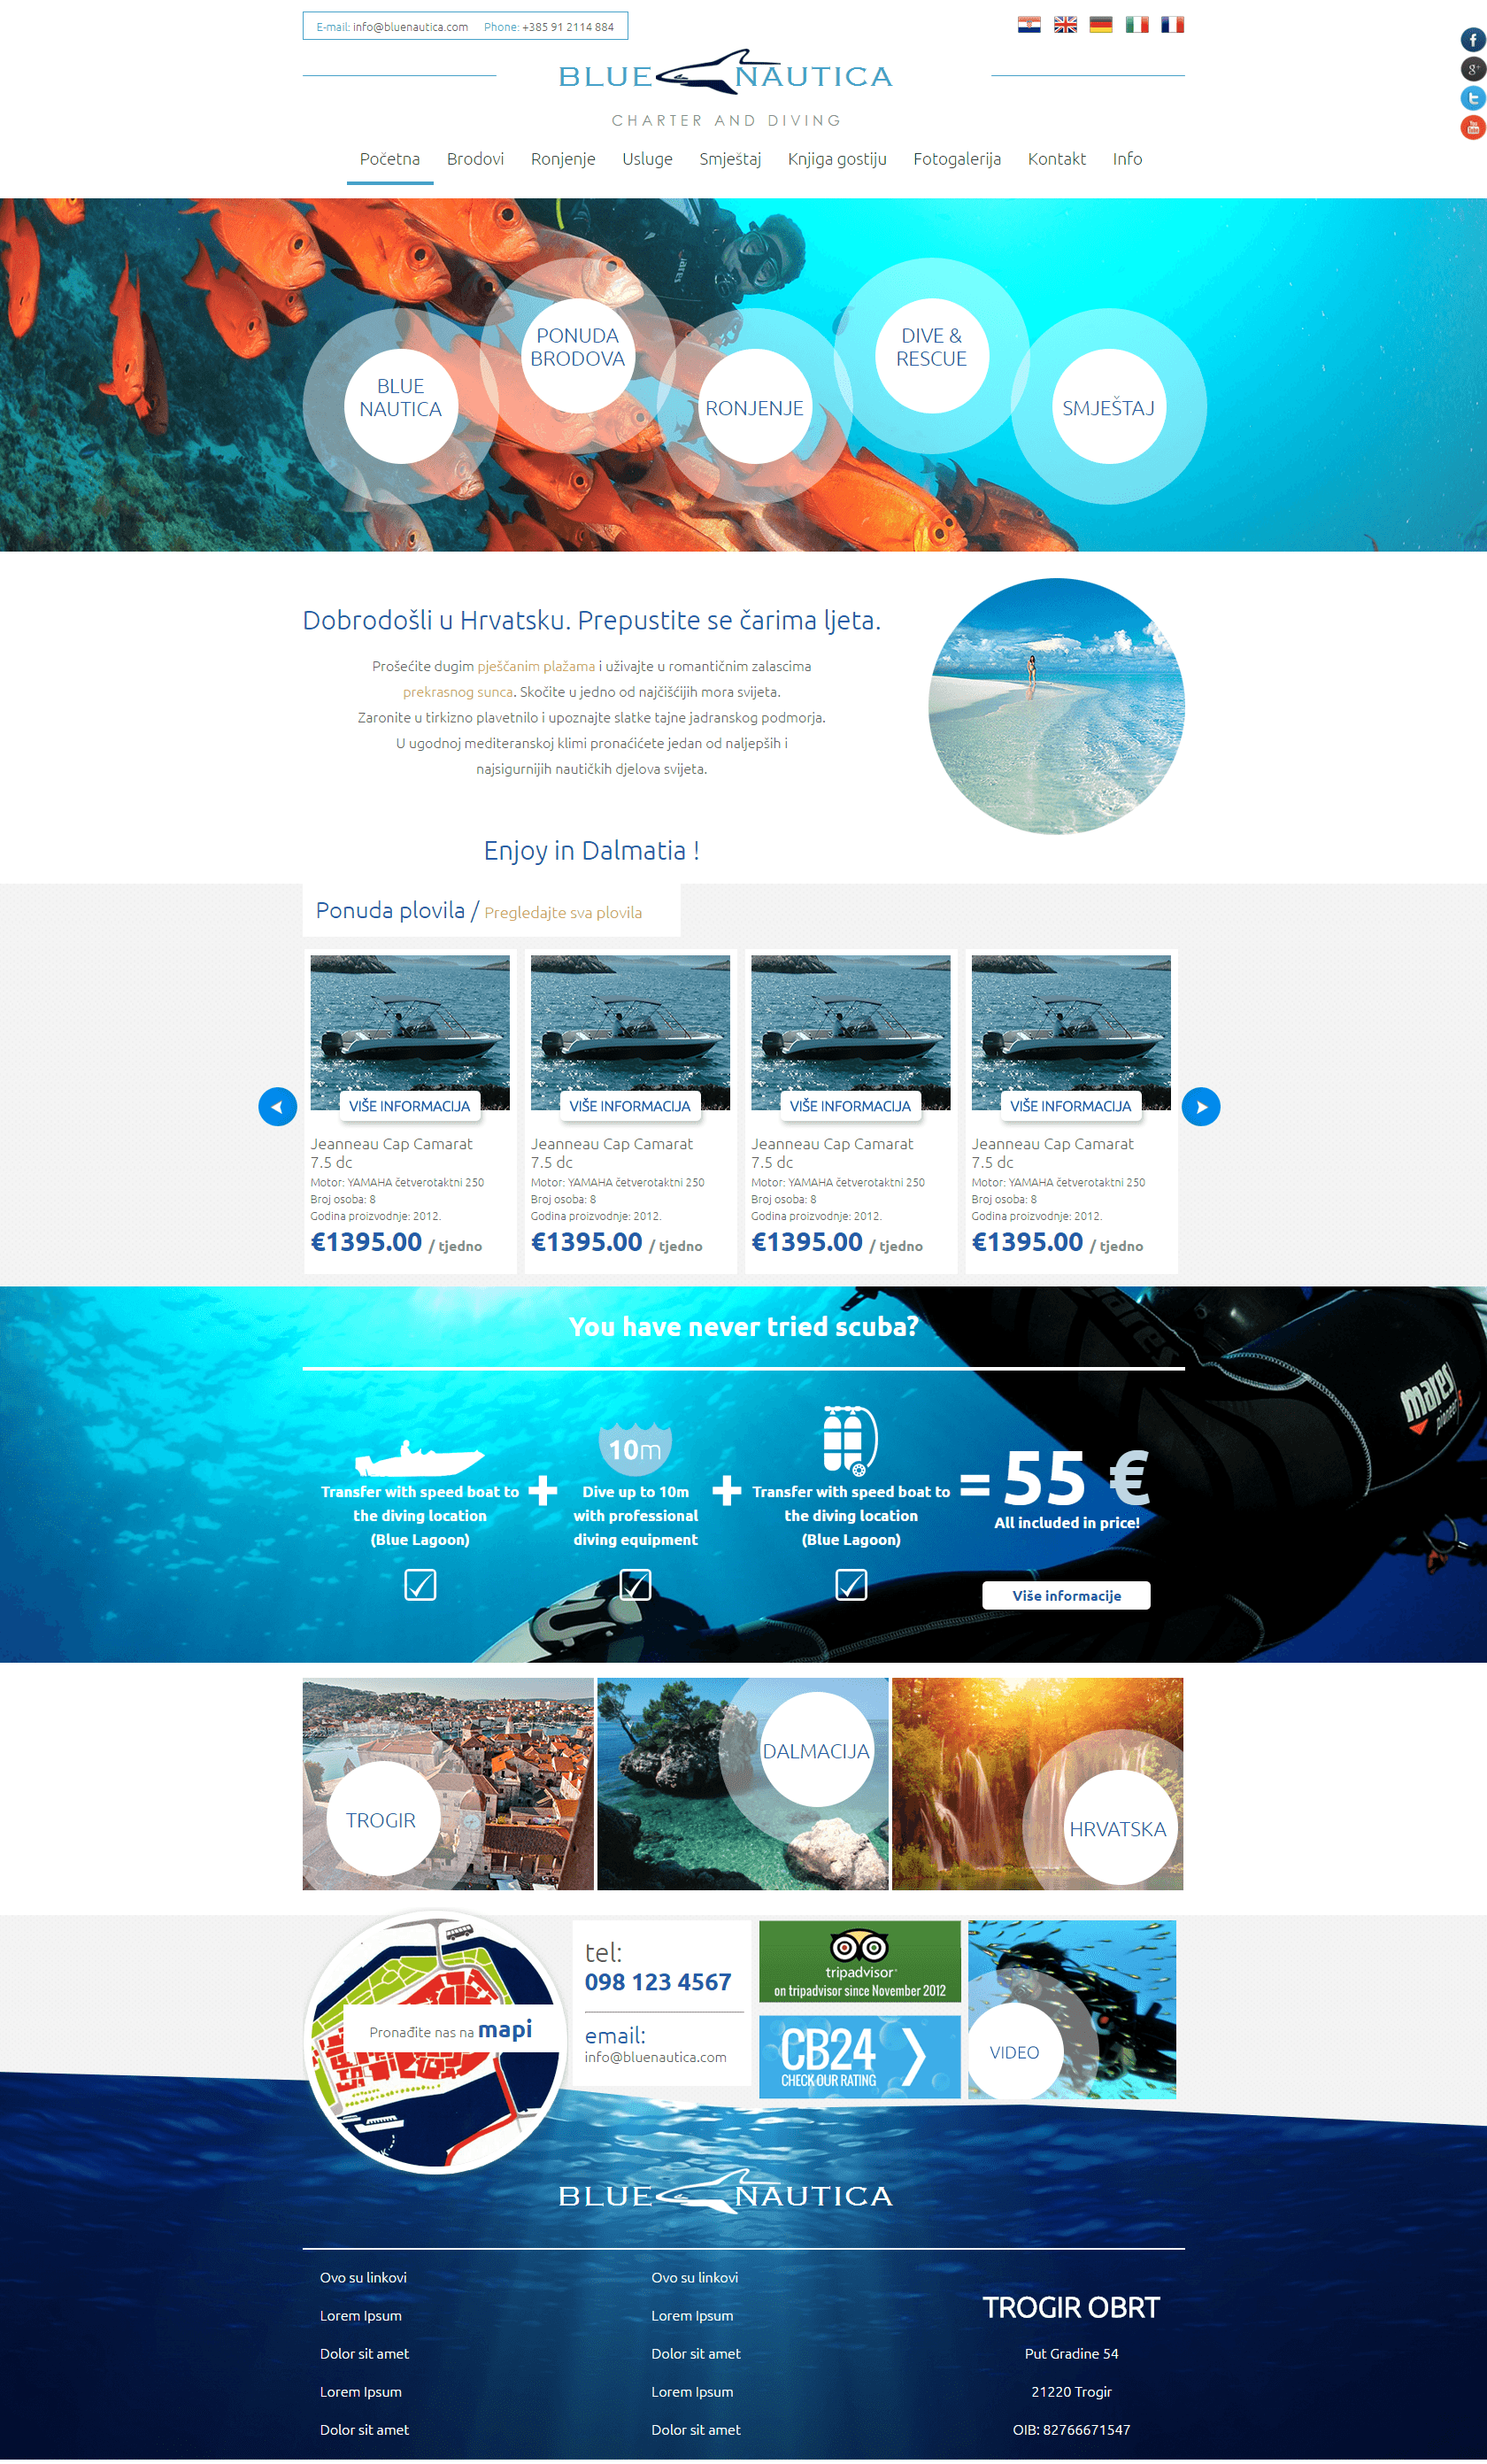 E-mail: info@bluenautica.com Phone: +385 91 2114 884
BLUE NAUTICA
CHARTER AND DIVING
Početna Brodovi Ronjenje Usluge Smještaj Knjiga gostiju Fotogalerija Kontakt Info
BLUE
NAUTICA
PONUDA
BRODOVA
RONJENJE
DIVE &
RESCUE
SMJEŠTAJ
Dobrodošli u Hrvatsku. Prepustite se čarima ljeta.
Prošećite dugim pješčanim plažama i uživajte u romantičnim zalascima
prekrasnog sunca. Skočite u jedno od najčišćijih mora svijeta.
Zaronite u tirkizno plavetnilo i upoznajte slatke tajne jadranskog podmorja.
U ugodnoj mediteranskoj klimi pronaćićete jedan od naljepših i
najsigurnijih nautičkih djelova svijeta.
Enjoy in Dalmatia !
Ponuda plovila / Pregledajte sva plovila
VIŠE INFORMACIJA
Jeanneau Cap Camarat
7.5 dc
Motor: YAMAHA četverotaktni 250
Broj osoba: 8
Godina proizvodnje: 2012.
€1395.00 / tjedno
VIŠE INFORMACIJA
Jeanneau Cap Camarat
7.5 dc
Motor: YAMAHA četverotaktni 250
Broj osoba: 8
Godina proizvodnje: 2012.
€1395.00 / tjedno
VIŠE INFORMACIJA
Jeanneau Cap Camarat
7.5 dc
Motor: YAMAHA četverotaktni 250
Broj osoba: 8
Godina proizvodnje: 2012.
€1395.00 / tjedno
VIŠE INFORMACIJA
Jeanneau Cap Camarat
7.5 dc
Motor: YAMAHA četverotaktni 250
Broj osoba: 8
Godina proizvodnje: 2012.
€1395.00 / tjedno
You have never tried scuba?
mares
pioneer
Transfer with speed boat to
the diving location
(Blue Lagoon)
+
10m
Dive up to 10m
with professional
diving equipment
+
Transfer with speed boat to
the diving location
(Blue Lagoon)
= 55 €
All included in price!
Više informacije
TROGIR
DALMACIJA
HRVATSKA
Pronađite nas na mapi
tel:
098 123 4567
email:
info@bluenautica.com
tripadvisor
on tripadvisor since November 2012
CB24
CHECK OUR RATING
VIDEO
BLUE NAUTICA
Ovo su linkovi
Lorem Ipsum
Dolor sit amet
Lorem Ipsum
Dolor sit amet
Ovo su linkovi
Lorem Ipsum
Dolor sit amet
Lorem Ipsum
Dolor sit amet
TROGIR OBRT
Put Gradine 54
21220 Trogir
OIB: 82766671547